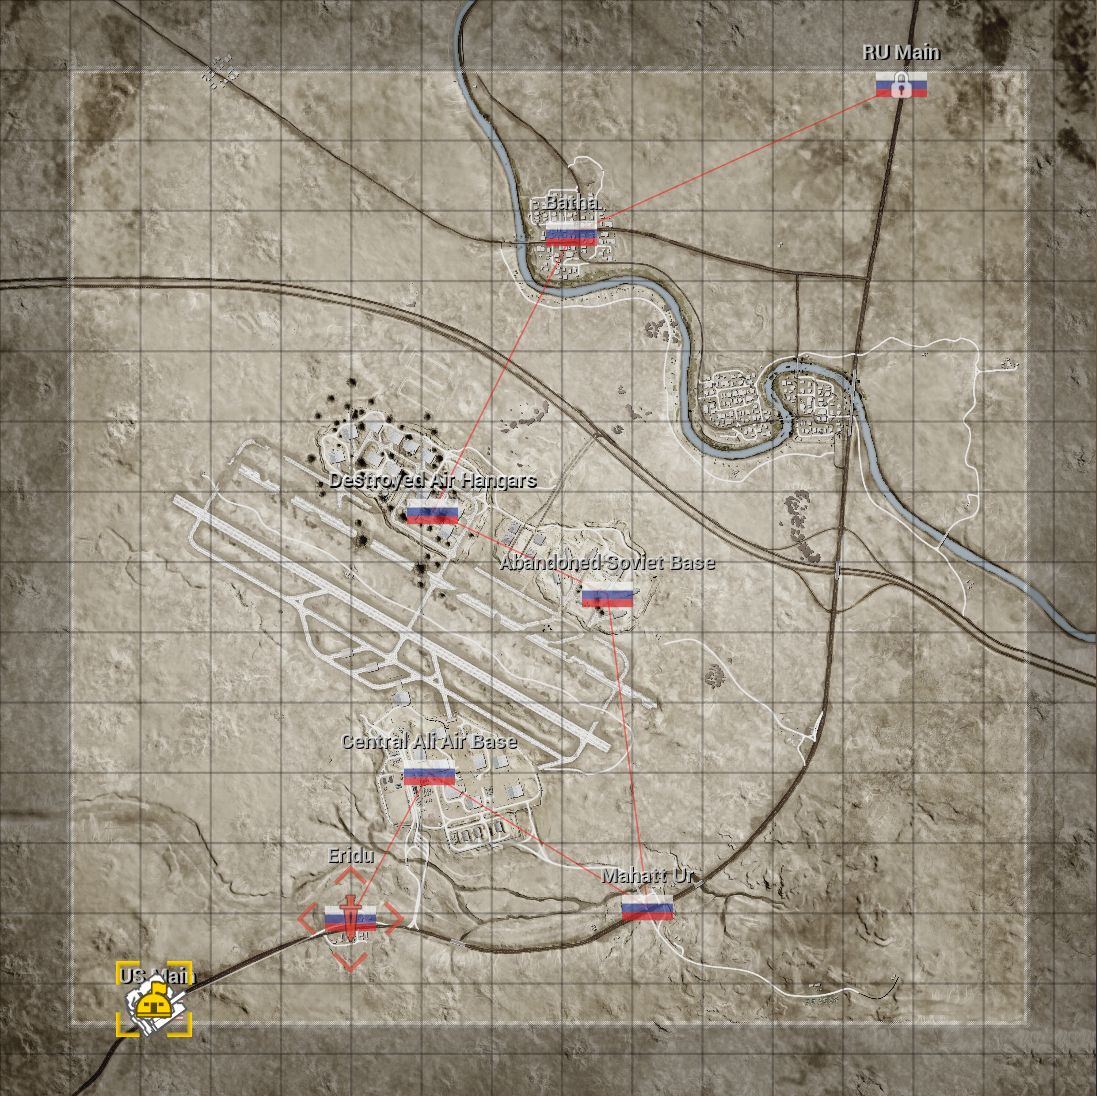 RU Main
Batha
Destroyed Air Hangars
Abandoned Soviet Base
Central Ali Air Base
Eridu
Mahatt Ur
US Main